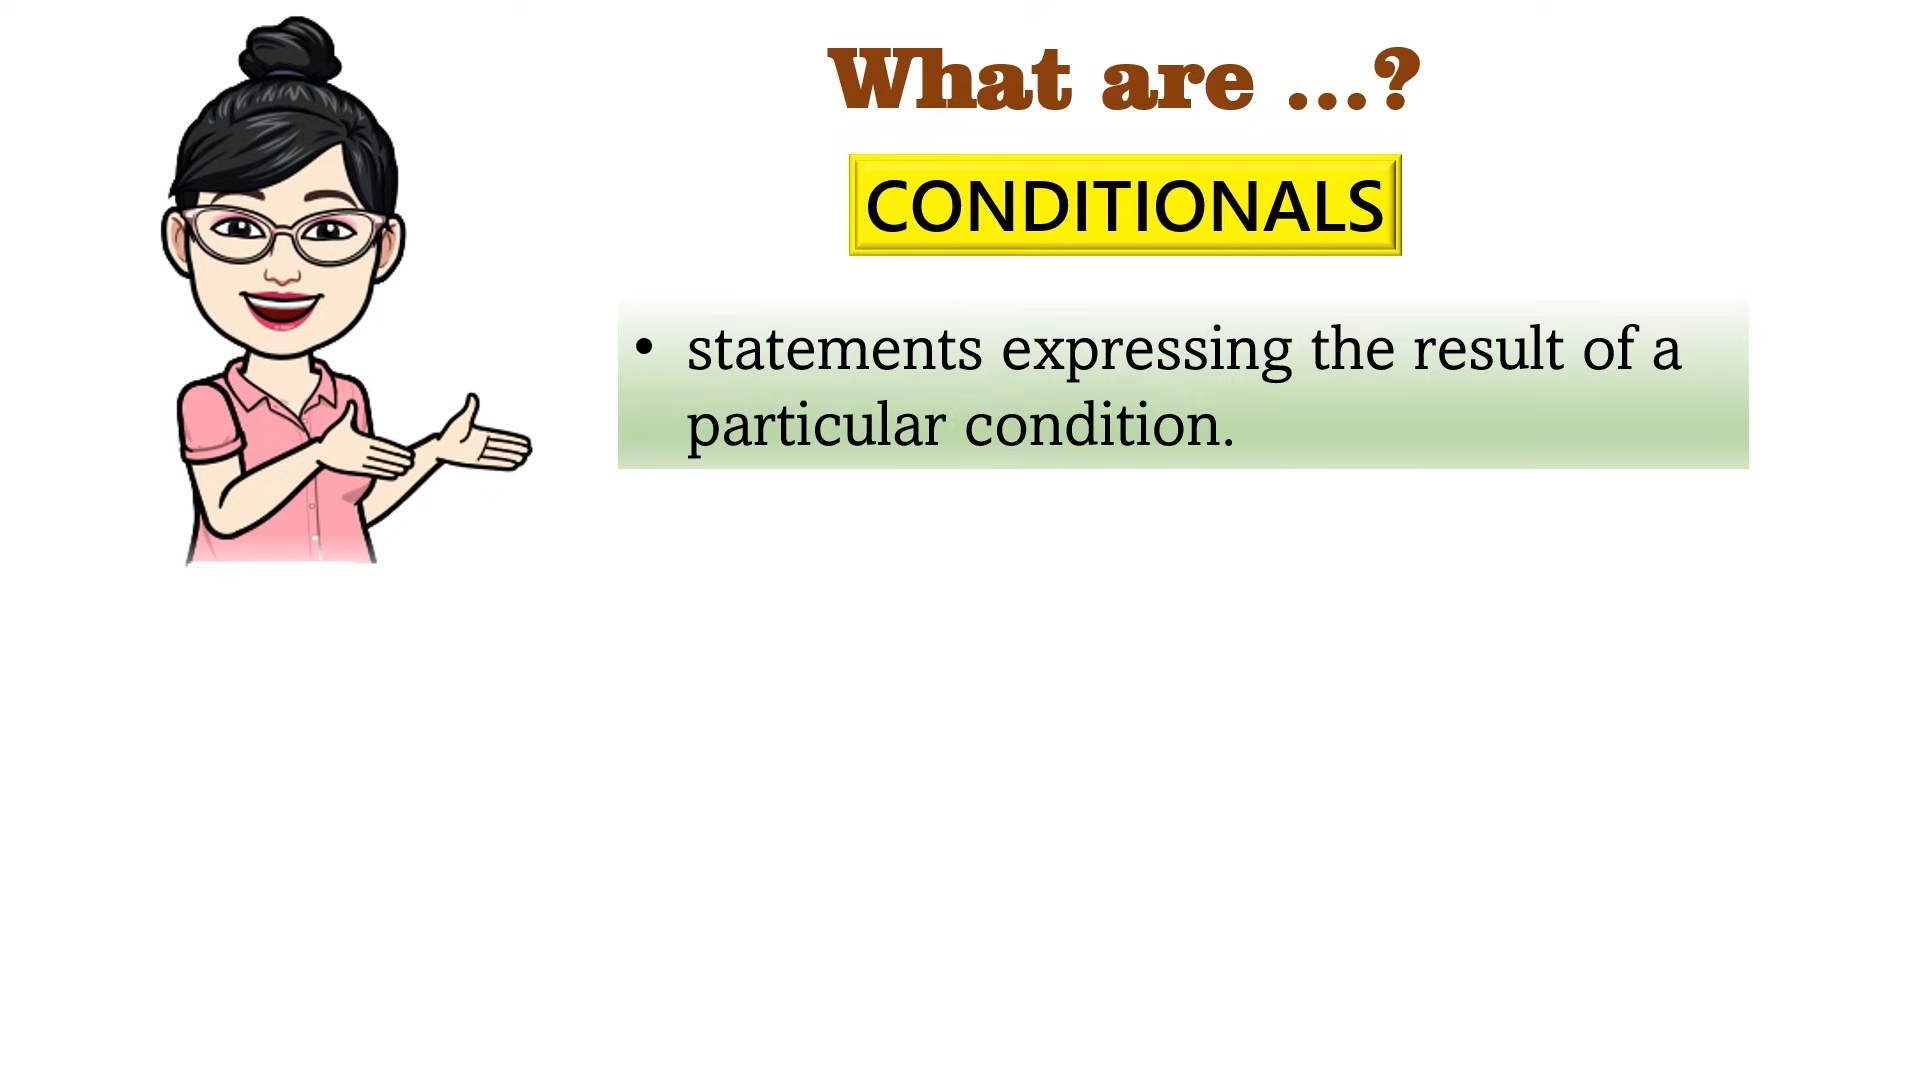 What are ...?
CONDITIONALS
• statements expressing the result of a
particular condition.